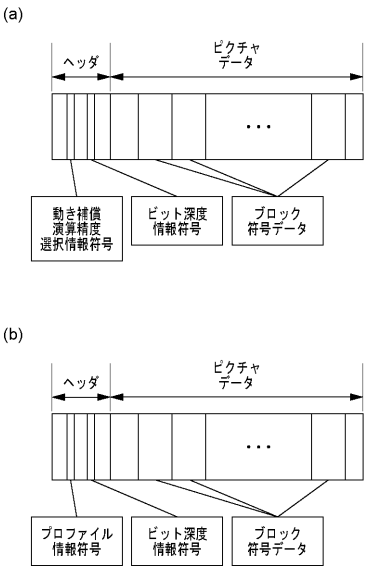 (a)
ヘッダ
ピクチャ
データ
...
動き補償
演算精度
選択情報符号
ビット深度
情報符号
ブロック
符号データ
(b)
ヘッダ
ピクチャ
データ
...
プロファイル
情報符号
ビット深度
情報符号
ブロック
符号データ